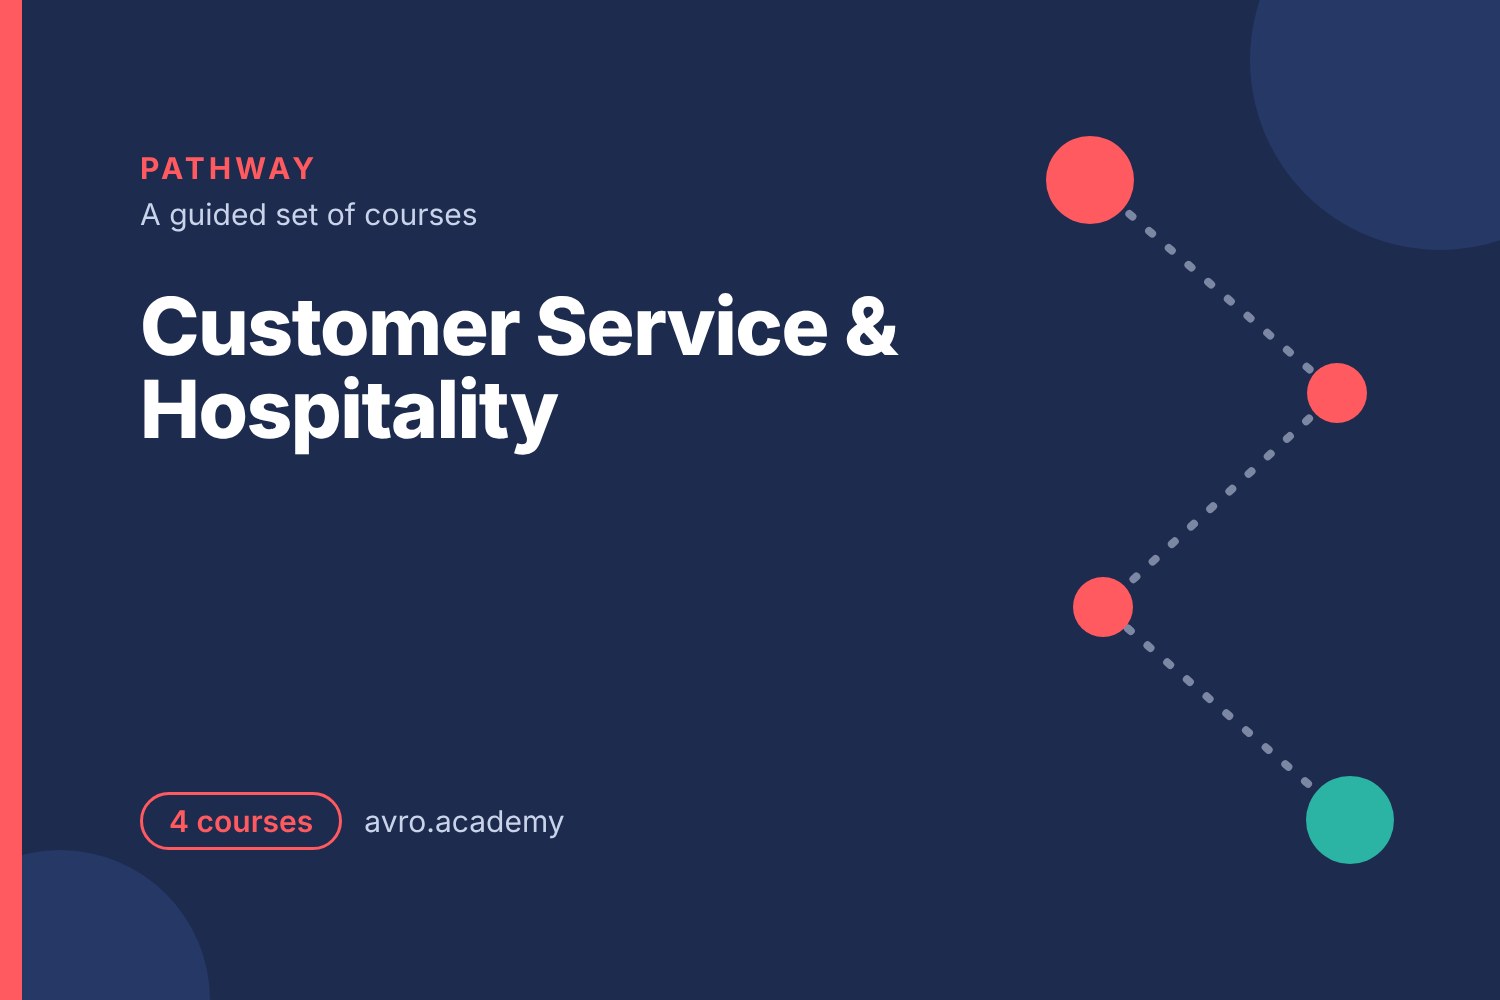 PATHWAY
A guided set of courses
Customer Service &
Hospitality
4 courses
avro.academy